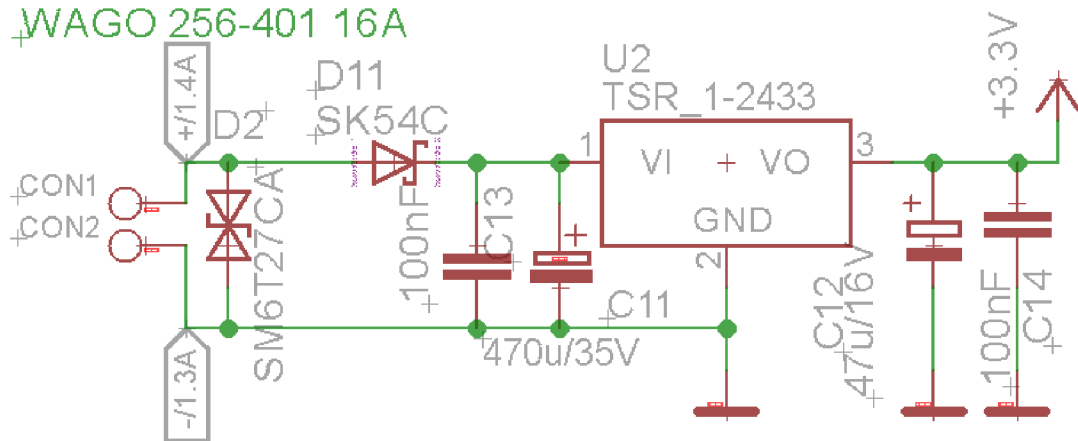 WAGO 256-401 16A
+/1.4A
D2
D11
SK54C
U2
TSR_1-2433
+3.3V
1
VI
VO
3
CON1
CON2
GND
2
SM6T27CA
100nF
C13
C11
470u/35V
C12
47u/16V
100nF
C14
-/1.3A
+
+